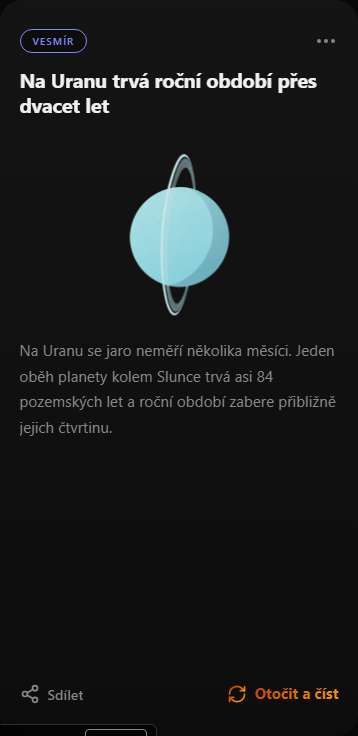 VESMÍR
Na Uranu trvá roční období přes
dvacet let
Na Uranu se jaro neměří několika měsíci. Jeden
oběh planety kolem Slunce trvá asi 84
pozemských let a roční období zabere přibližně
jejich čtvrtinu.
Sdílet
Otočit a číst